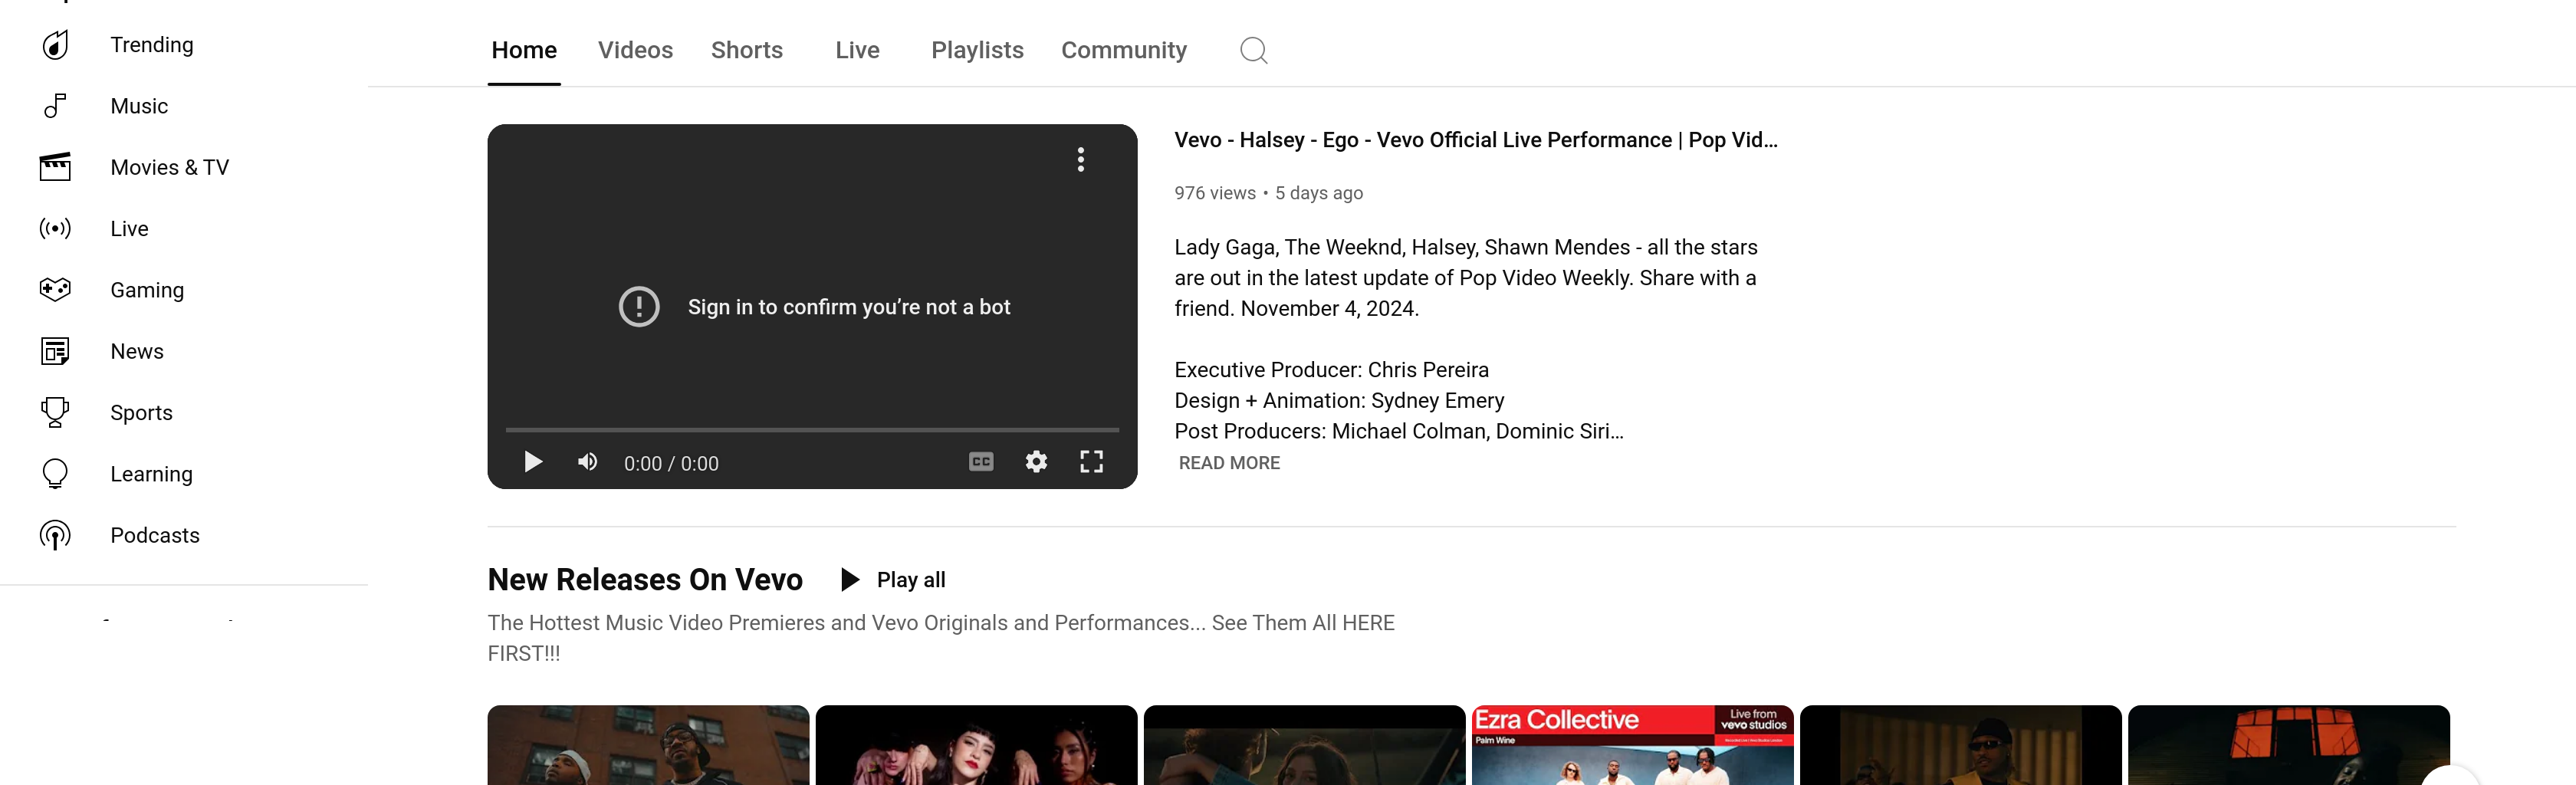 Trending
Music
Movies & TV
Live
Gaming
News
Sports
Learning
Podcasts
Home Videos Shorts Live Playlists Community
Sign in to confirm you’re not a bot
0:00 / 0:00
CC
Vevo - Halsey - Ego - Vevo Official Live Performance | Pop Vid...
976 views • 5 days ago
Lady Gaga, The Weeknd, Halsey, Shawn Mendes - all the stars
are out in the latest update of Pop Video Weekly. Share with a
friend. November 4, 2024.
Executive Producer: Chris Pereira
Design + Animation: Sydney Emery
Post Producers: Michael Colman, Dominic Siri...
READ MORE
New Releases On Vevo Play all
The Hottest Music Video Premieres and Vevo Originals and Performances... See Them All HERE
FIRST!!!
Ezra Collective
Palm Wine
Live from
vevo studios